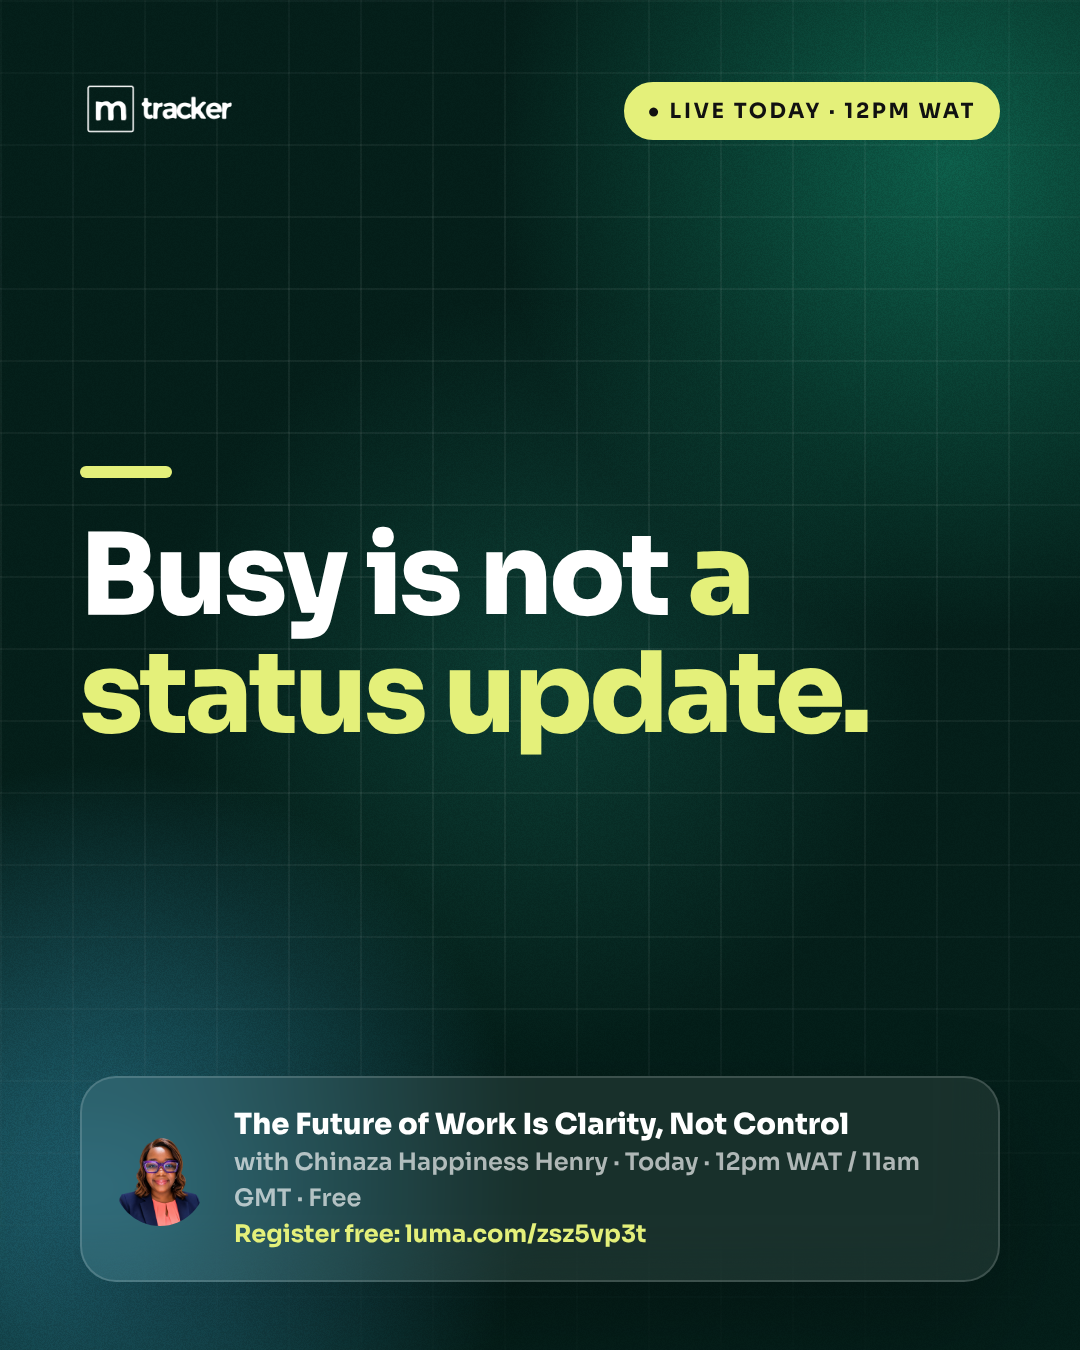 m tracker
• LIVE TODAY · 12PM WAT
Busy is not a
status update.
The Future of Work Is Clarity, Not Control
with Chinaza Happiness Henry · Today · 12pm WAT / 11am
GMT · Free
Register free: luma.com/zsz5vp3t